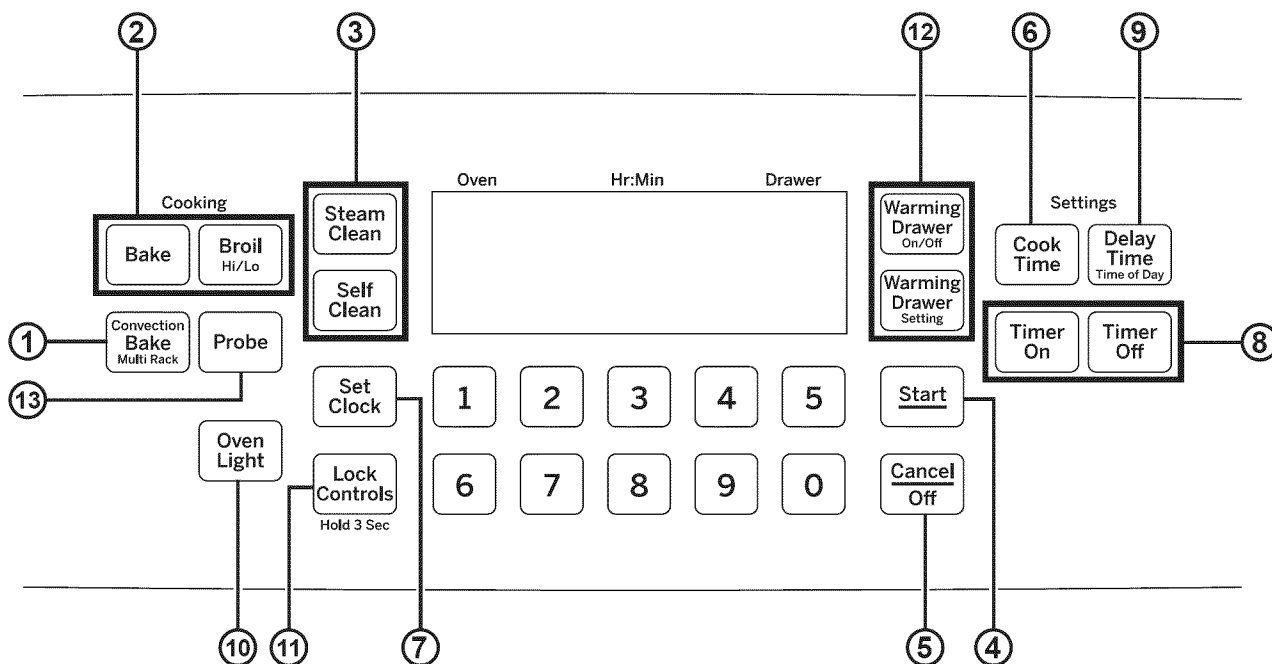 2
3
12
6
9
Oven
Hr:Min
Drawer
Cooking
Settings
Bake
Broil
Hi/Lo
Steam
Clean
Self
Clean
Warming
Drawer
On/Off
Warming
Drawer
Setting
Cook
Time
Delay
Time
Time of Day
1
Convection
Bake
Multi Rack
Probe
Timer
On
Timer
Off
8
13
Set
Clock
1
2
3
4
5
Start
Oven
Light
Lock
Controls
Hold 3 Sec
6
7
8
9
0
Cancel
Off
10
11
7
5
4